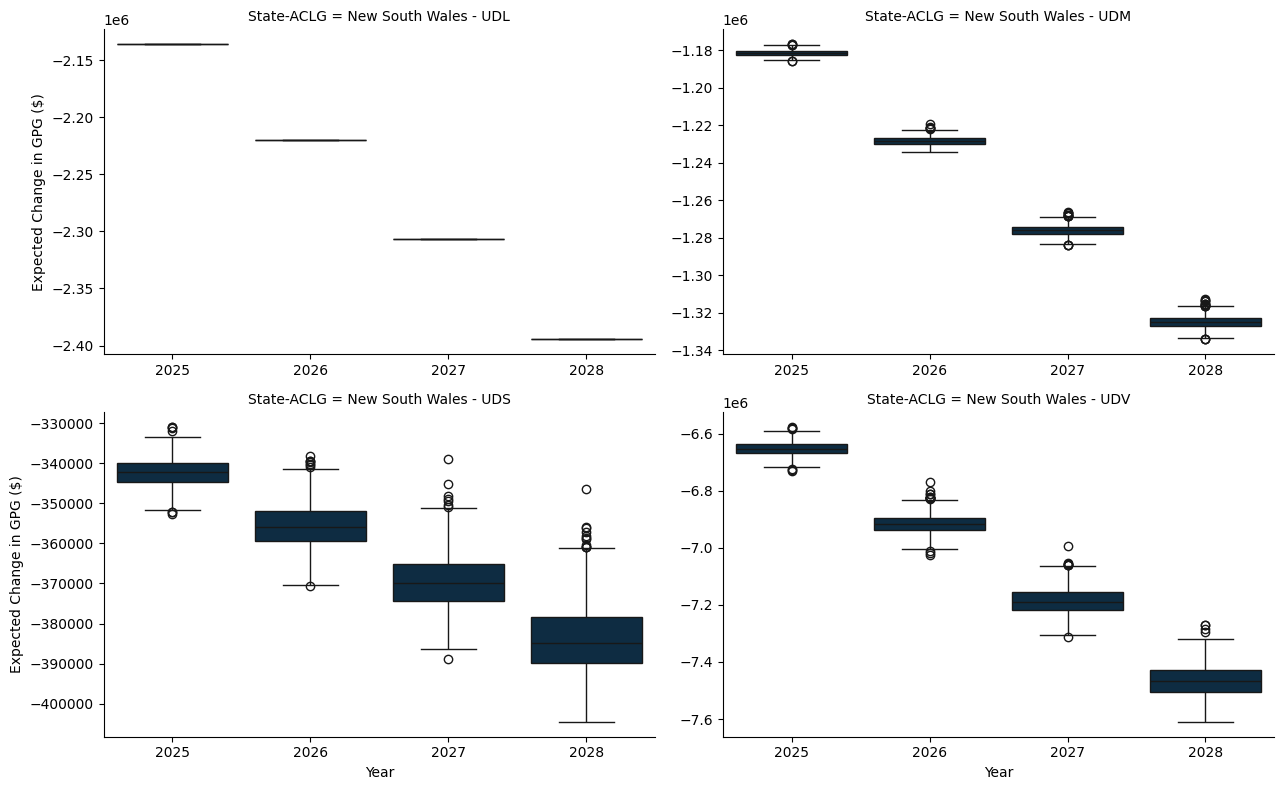 State-ACLG = New South Wales - UDL
1e6
−2.15
−2.20
−2.25
−2.30
−2.35
−2.40
Expected Change in GPG ($)
2025 2026 2027 2028
State-ACLG = New South Wales - UDM
1e6
−1.18
−1.20
−1.22
−1.24
−1.26
−1.28
−1.30
−1.32
−1.34
2025 2026 2027 2028
State-ACLG = New South Wales - UDS
−330000
−340000
−350000
−360000
−370000
−380000
−390000
−400000
Expected Change in GPG ($)
2025 2026 2027 2028
Year
State-ACLG = New South Wales - UDV
1e6
−6.6
−6.8
−7.0
−7.2
−7.4
−7.6
2025 2026 2027 2028
Year